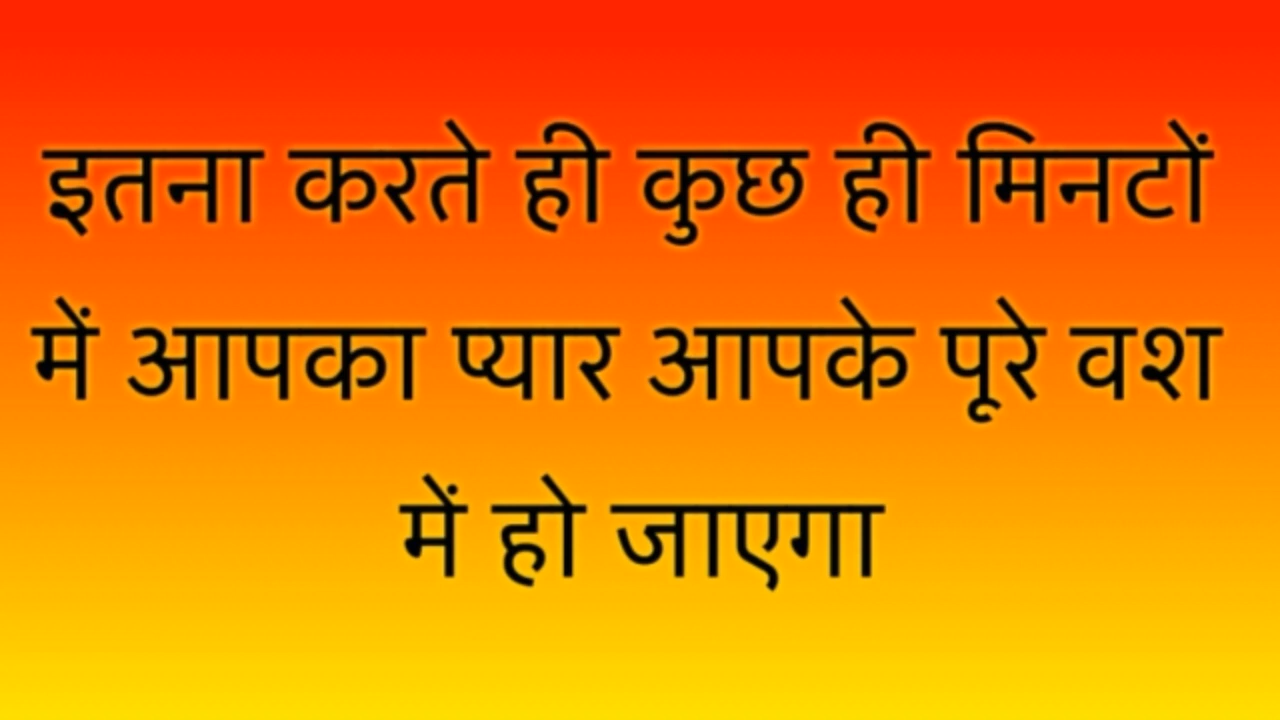 इतना करते ही कुछ ही मिनटों
में आपका प्यार आपके पूरे वश
में हो जाएगा